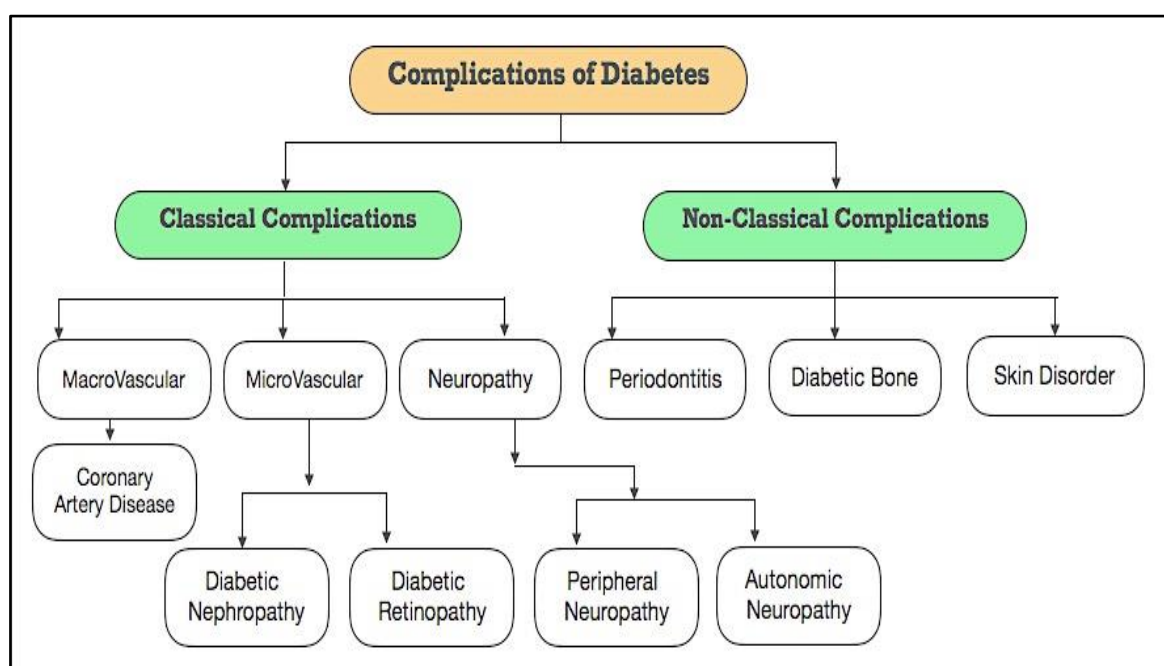 Complications of Diabetes
Classical Complications
Non-Classical Complications
MacroVascular
MicroVascular
Neuropathy
Periodontitis
Diabetic Bone
Skin Disorder
Coronary
Artery Disease
Diabetic
Nephropathy
Diabetic
Retinopathy
Peripheral
Neuropathy
Autonomic
Neuropathy